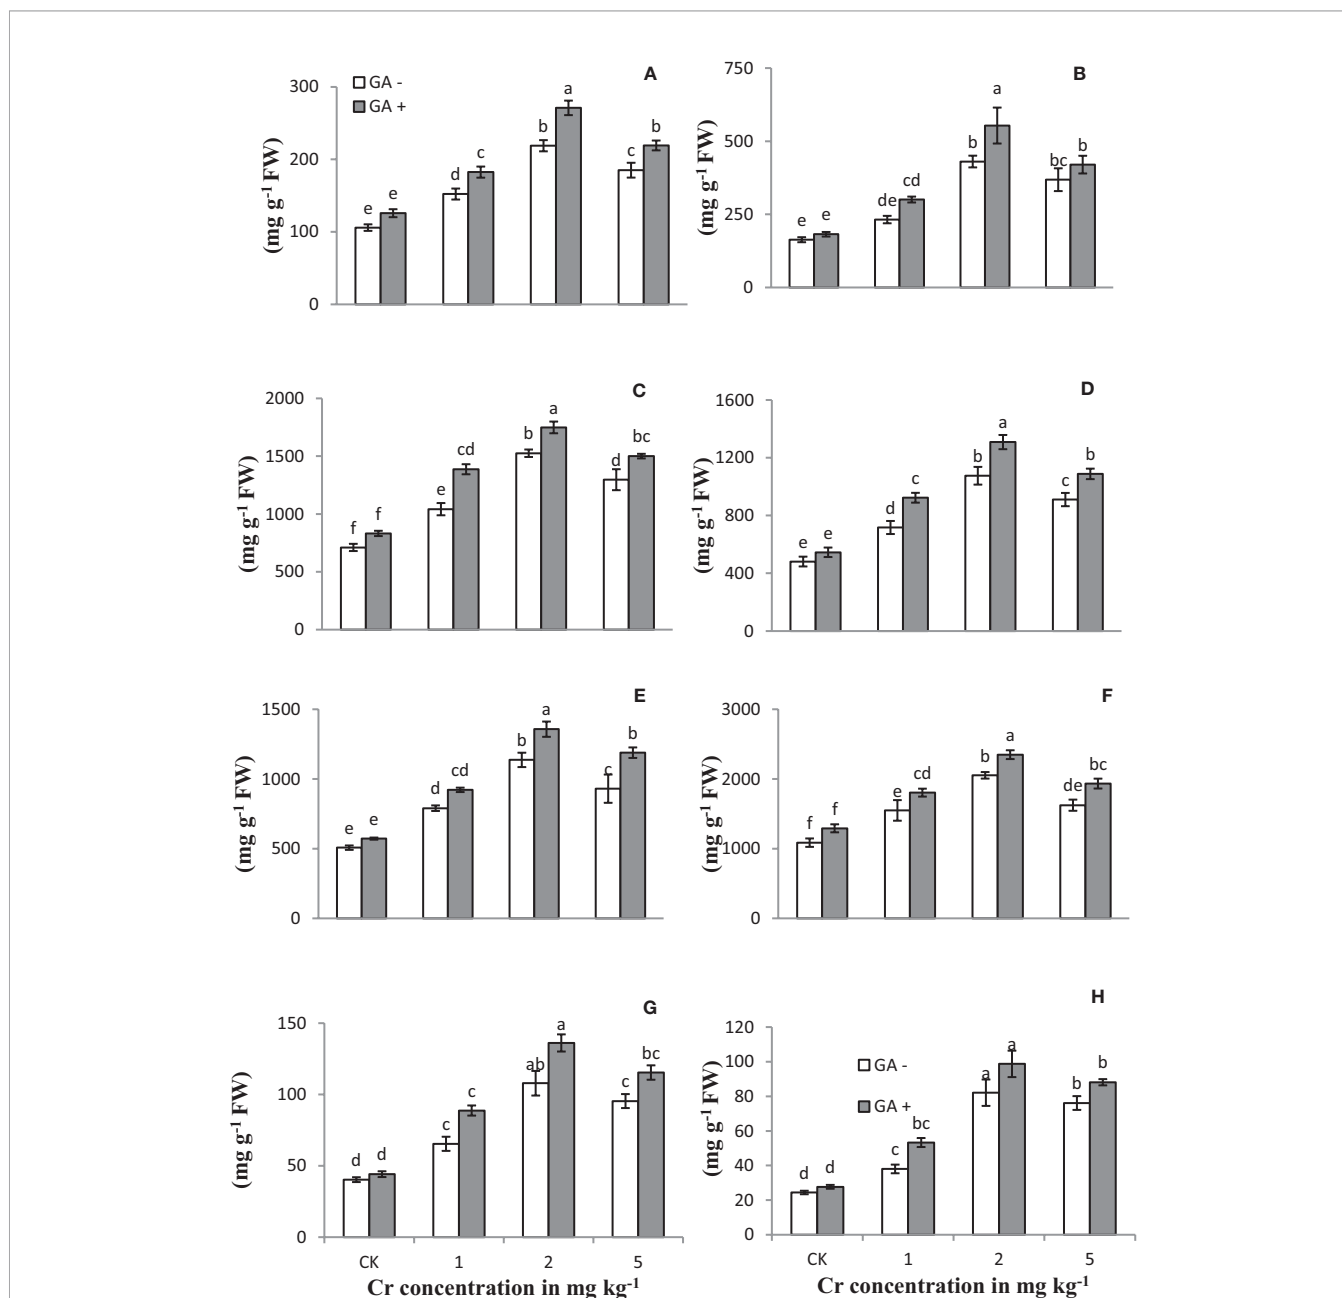 A
GA -
GA +
300
200
100
0
(mg g⁻¹ FW)
e e d c b a c b
B
750
500
250
0
(mg g⁻¹ FW)
e e de cd b a bc b
C
2000
1500
1000
500
0
(mg g⁻¹ FW)
f f e cd b a d bc
D
1600
1200
800
400
0
(mg g⁻¹ FW)
e e d c b a c b
E
1500
1000
500
0
(mg g⁻¹ FW)
e e d cd b a c b
F
3000
2000
1000
0
(mg g⁻¹ FW)
f f e cd b a de bc
G
150
100
50
0
(mg g⁻¹ FW)
d d c c ab a c bc
CK 1 2 5
Cr concentration in mg kg⁻¹
H
GA -
GA +
120
100
80
60
40
20
0
(mg g⁻¹ FW)
d d c bc a a b b
CK 1 2 5
Cr concentration in mg kg⁻¹